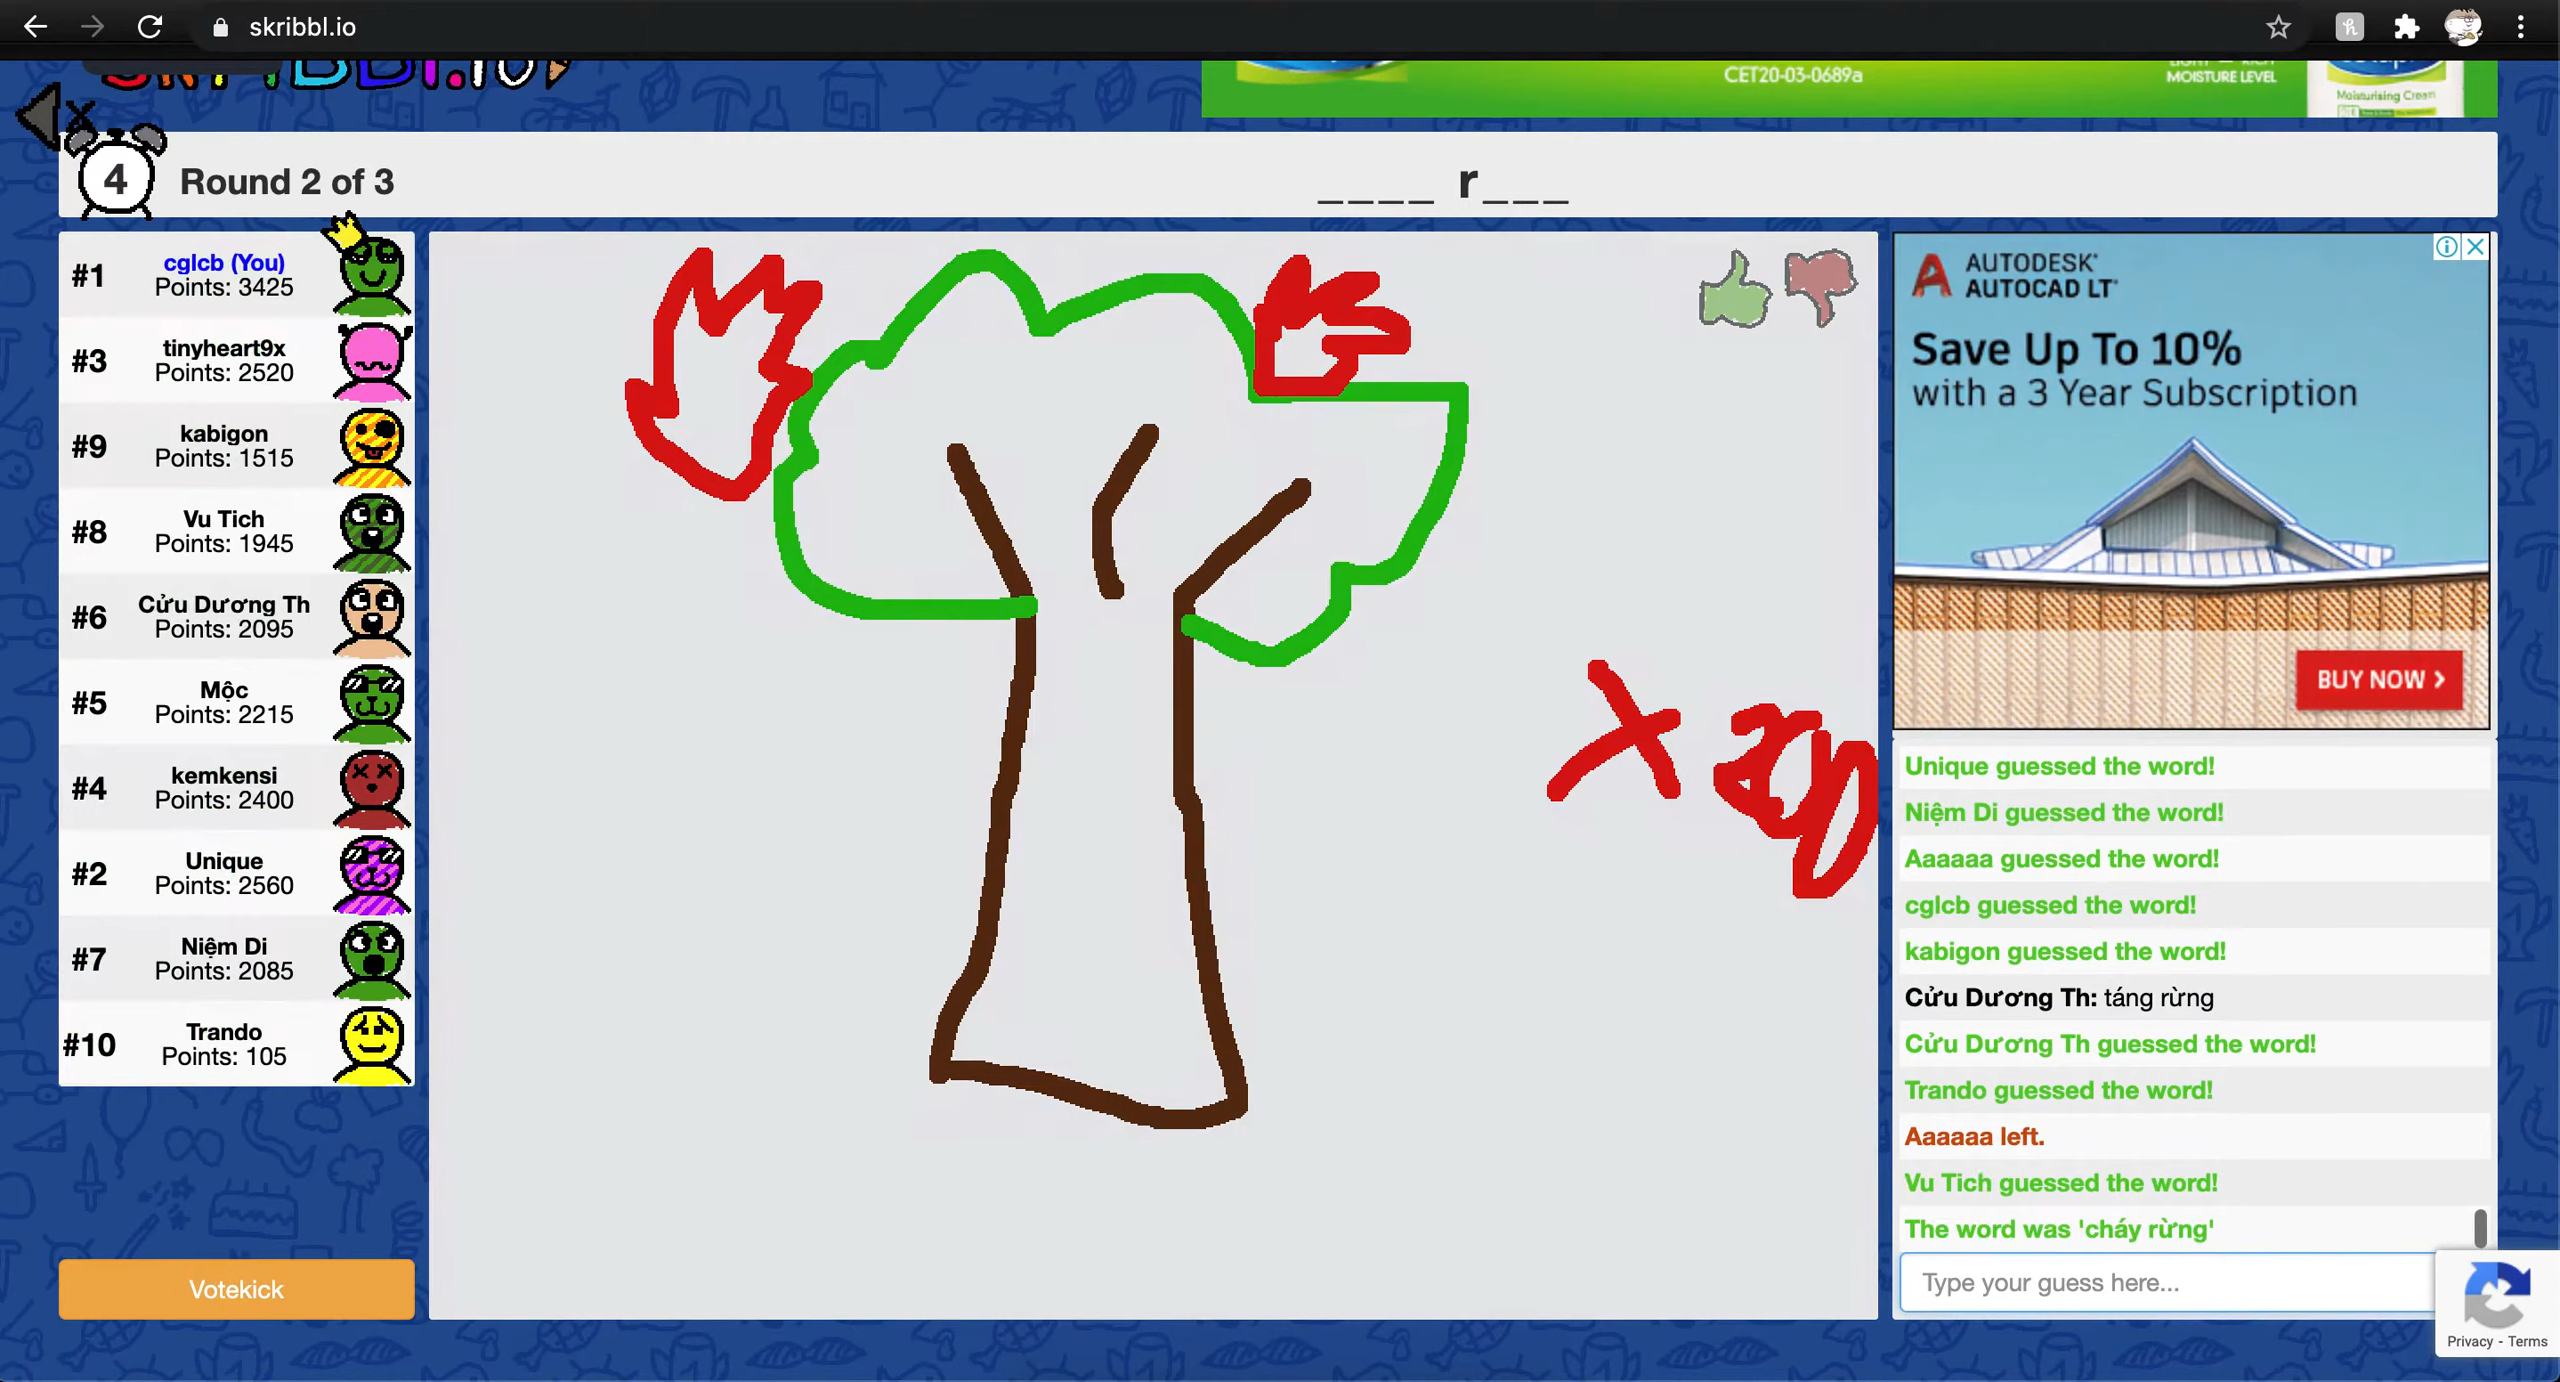 skribbl.io
SKRIBBL.IO
CET20-03-0689a
MOISTURE LEVEL
Moisturising Cream
4
Round 2 of 3
____ r___
#1
cglcb (You)
Points: 3425
#3
tinyheart9x
Points: 2520
#9
kabigon
Points: 1515
#8
Vu Tich
Points: 1945
#6
Cửu Dương Th
Points: 2095
#5
Mộc
Points: 2215
#4
kemkensi
Points: 2400
#2
Unique
Points: 2560
#7
Niệm Di
Points: 2085
#10
Trando
Points: 105
Votekick
AUTODESK®
AUTOCAD LT®
Save Up To 10%
with a 3 Year Subscription
BUY NOW >
Unique guessed the word!
Niệm Di guessed the word!
Aaaaaa guessed the word!
cglcb guessed the word!
kabigon guessed the word!
Cửu Dương Th: táng rừng
Cửu Dương Th guessed the word!
Trando guessed the word!
Aaaaaa left.
Vu Tich guessed the word!
The word was 'cháy rừng'
Type your guess here...
Privacy - Terms